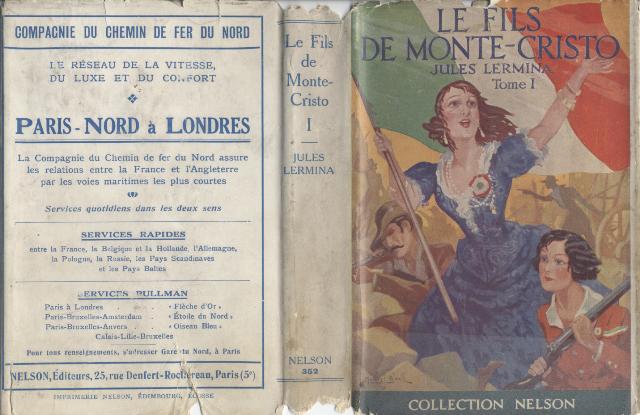 COMPAGNIE DU CHEMIN DE FER DU NORD
LE RÉSEAU DE LA VITESSE,
DU LUXE ET DU CONFORT
PARIS-NORD à LONDRES
La Compagnie du Chemin de fer du Nord assure
les relations entre la France et l'Angleterre
par les voies maritimes les plus courtes
Services quotidiens dans les deux sens
SERVICES RAPIDES
entre la France, la Belgique et la Hollande, l'Allemagne,
la Pologne, la Russie, les Pays Scandinaves
et les Pays Baltes
SERVICES PULLMAN
Paris à Londres . . . « Flèche d'Or »
Paris-Bruxelles-Amsterdam . « Étoile du Nord »
Paris-Bruxelles-Anvers . . « Oiseau Bleu »
Calais-Lille-Bruxelles
Pour tous renseignements, s'adresser Gare du Nord, à Paris
NELSON, Éditeurs, 25, rue Denfert-Rochereau, Paris (5e)
IMPRIMERIE NELSON, ÉDIMBOURG, ÉCOSSE
Le Fils
de
Monte-
Cristo
I
JULES
LERMINA
NELSON
352
LE FILS
DE MONTE-CRISTO
JULES LERMINA
Tome I
COLLECTION NELSON